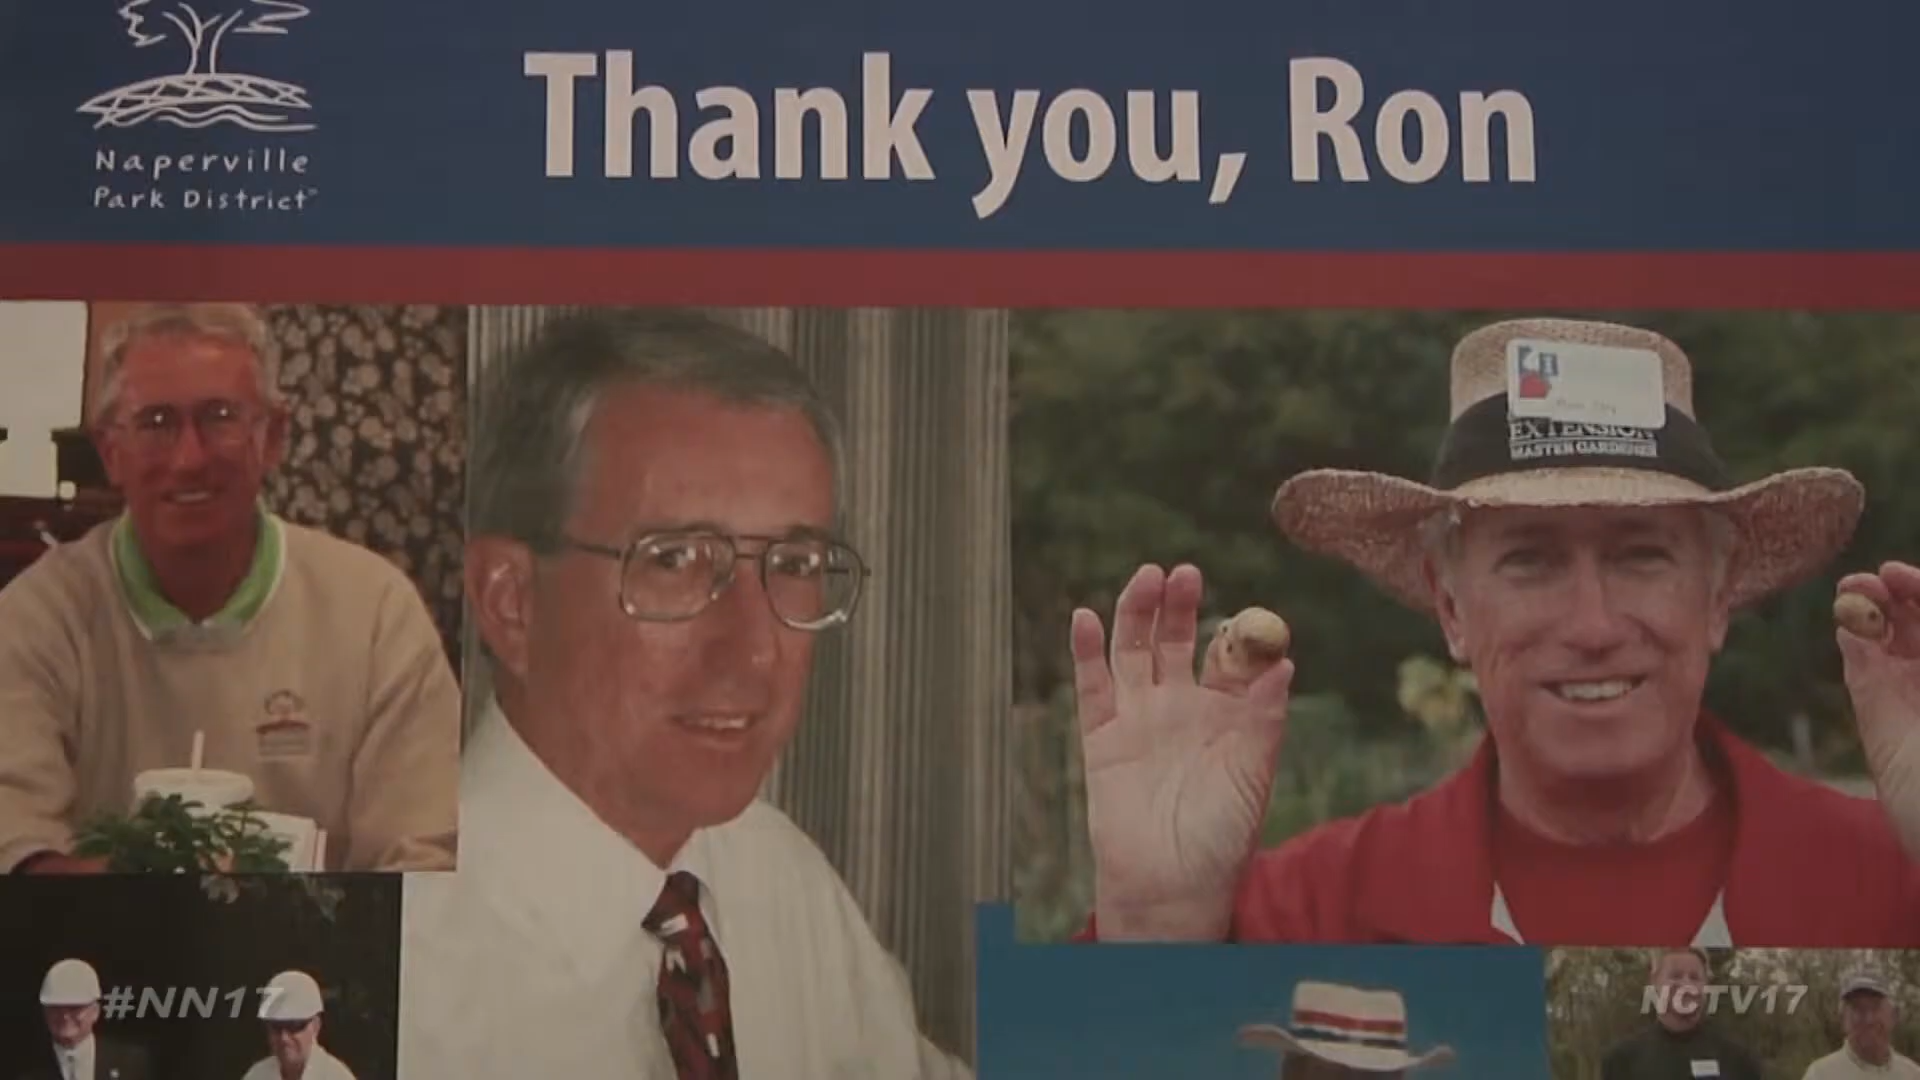 Thank you, Ron
Naperville
Park District
EXTENSION
MASTER GARDENER
#NN17
NCTV17